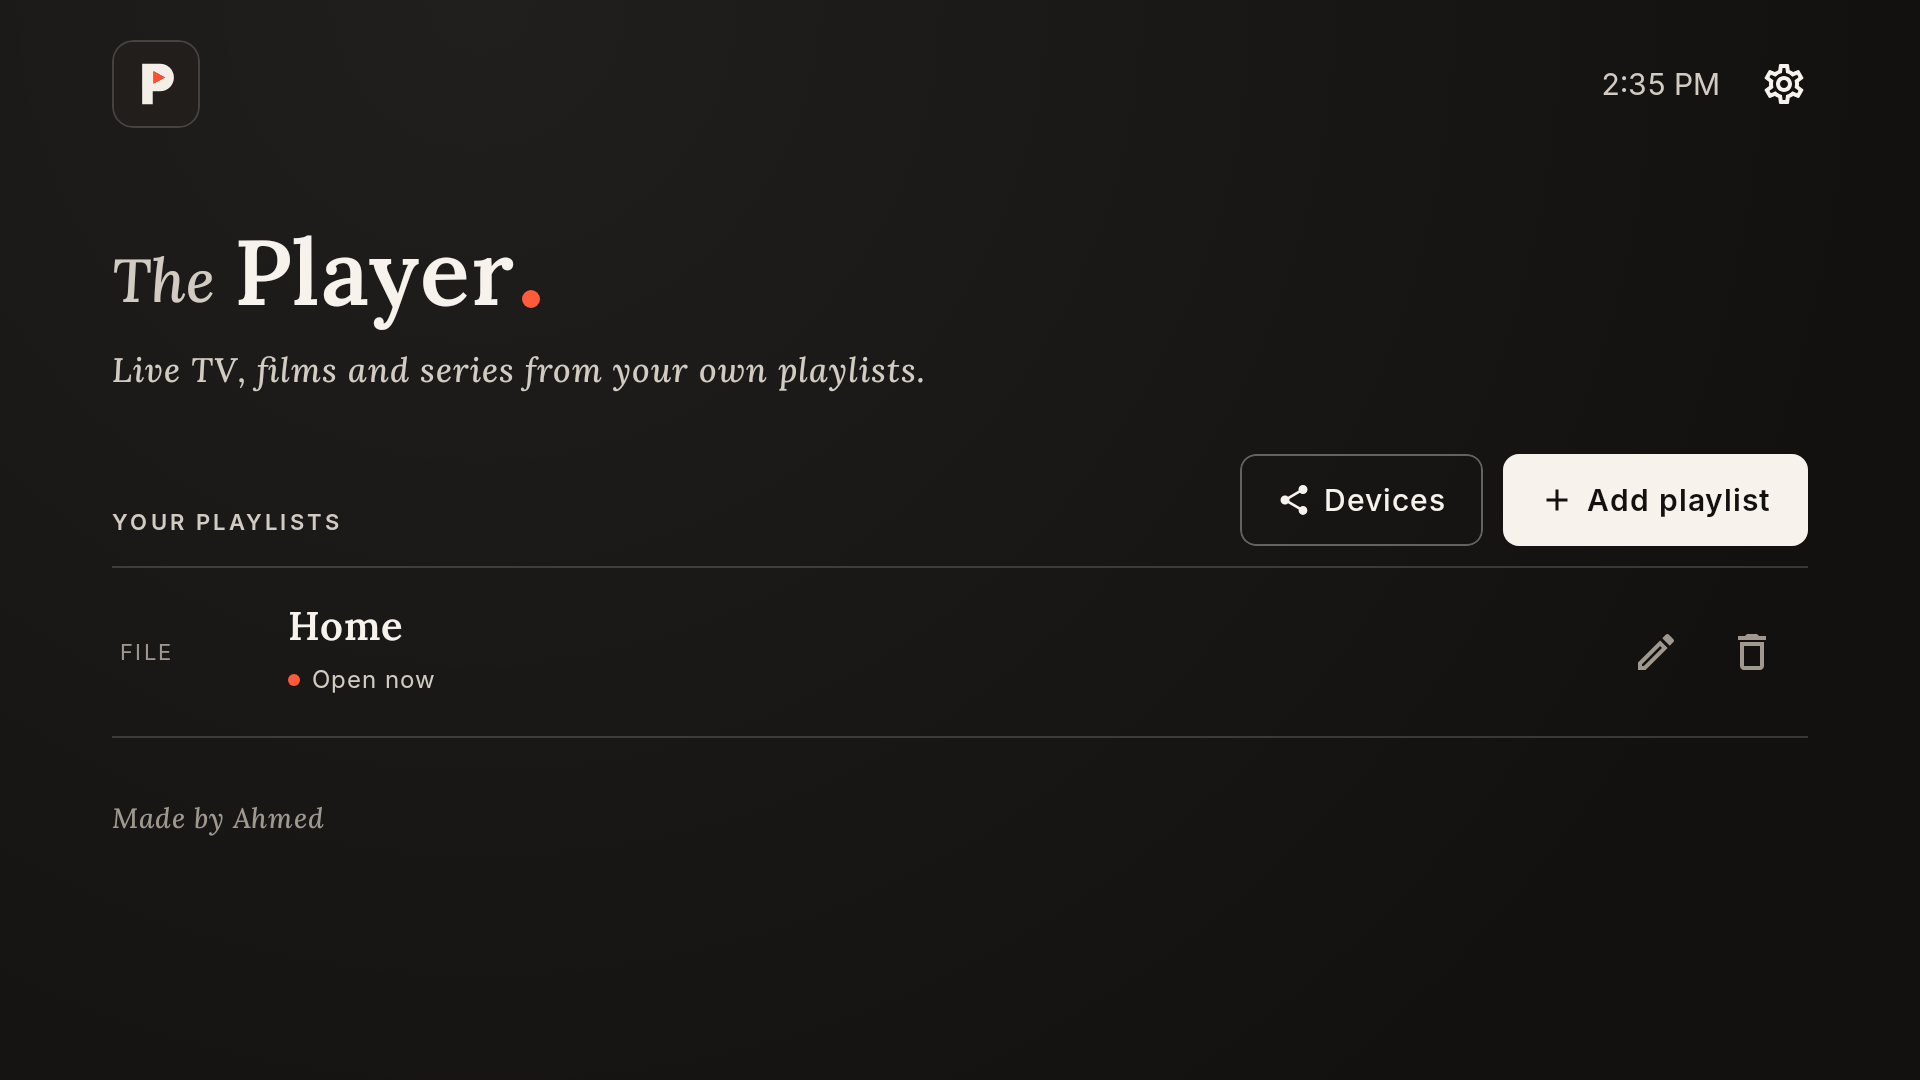 P
2:35 PM
The Player.
Live TV, films and series from your own playlists.
YOUR PLAYLISTS
Devices
+ Add playlist
FILE
Home
Open now
Made by Ahmed